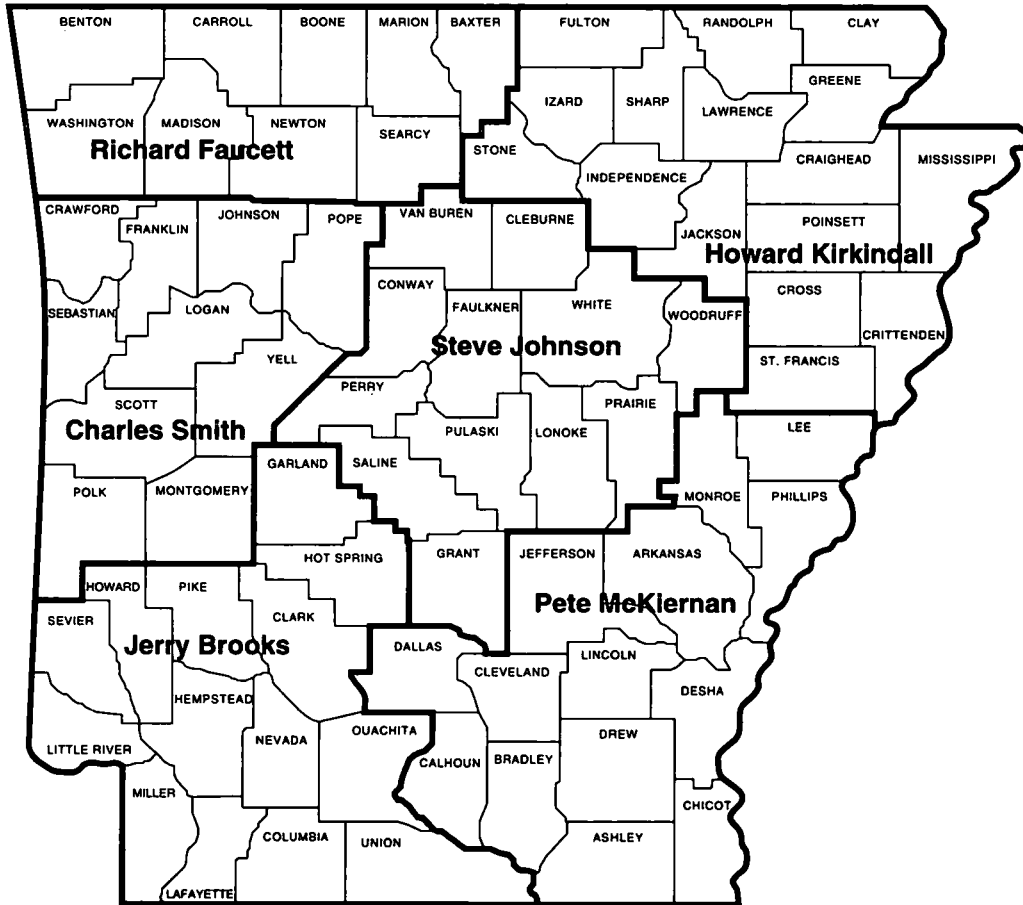 BENTON
CARROLL
BOONE
MARION
BAXTER
FULTON
RANDOLPH
CLAY
GREENE
IZARD
SHARP
LAWRENCE
WASHINGTON
MADISON
NEWTON
SEARCY
STONE
Richard Faucett
CRAIGHEAD
MISSISSIPPI
INDEPENDENCE
CRAWFORD
FRANKLIN
JOHNSON
POPE
VAN BUREN
CLEBURNE
JACKSON
POINSETT
Howard Kirkindall
CONWAY
FAULKNER
WHITE
WOODRUFF
CROSS
SEBASTIAN
LOGAN
CRITTENDEN
Steve Johnson
YELL
ST. FRANCIS
PERRY
SCOTT
PRAIRIE
Charles Smith
PULASKI
LONOKE
LEE
GARLAND
SALINE
POLK
MONTGOMERY
MONROE
PHILLIPS
HOT SPRING
GRANT
JEFFERSON
ARKANSAS
HOWARD
PIKE
Pete McKiernan
SEVIER
CLARK
Jerry Brooks
DALLAS
CLEVELAND
LINCOLN
DESHA
HEMPSTEAD
NEVADA
OUACHITA
DREW
LITTLE RIVER
CALHOUN
BRADLEY
MILLER
CHICOT
COLUMBIA
UNION
ASHLEY
LAFAYETTE